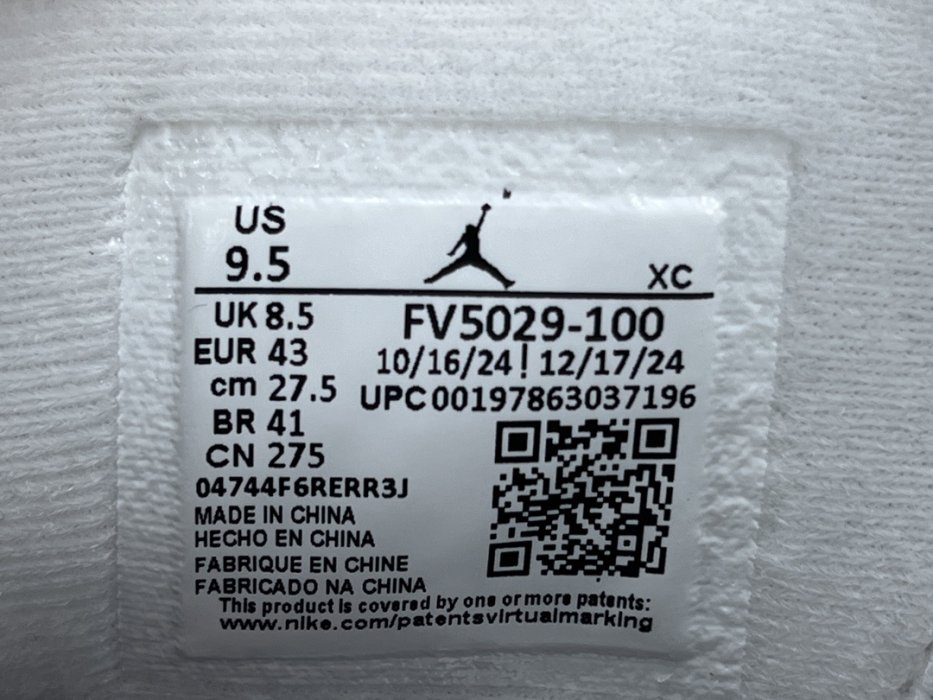 US
9.5
XC
UK 8.5
FV5029-100
EUR 43
10/16/24 ! 12/17/24
cm 27.5
UPC00197863037196
BR 41
CN 275
04744F6RERR3J
MADE IN CHINA
HECHO EN CHINA
FABRIQUE EN CHINE
FABRICADO NA CHINA
This product is covered by one or more patents:
www.nike.com/patentsvirtualmarking